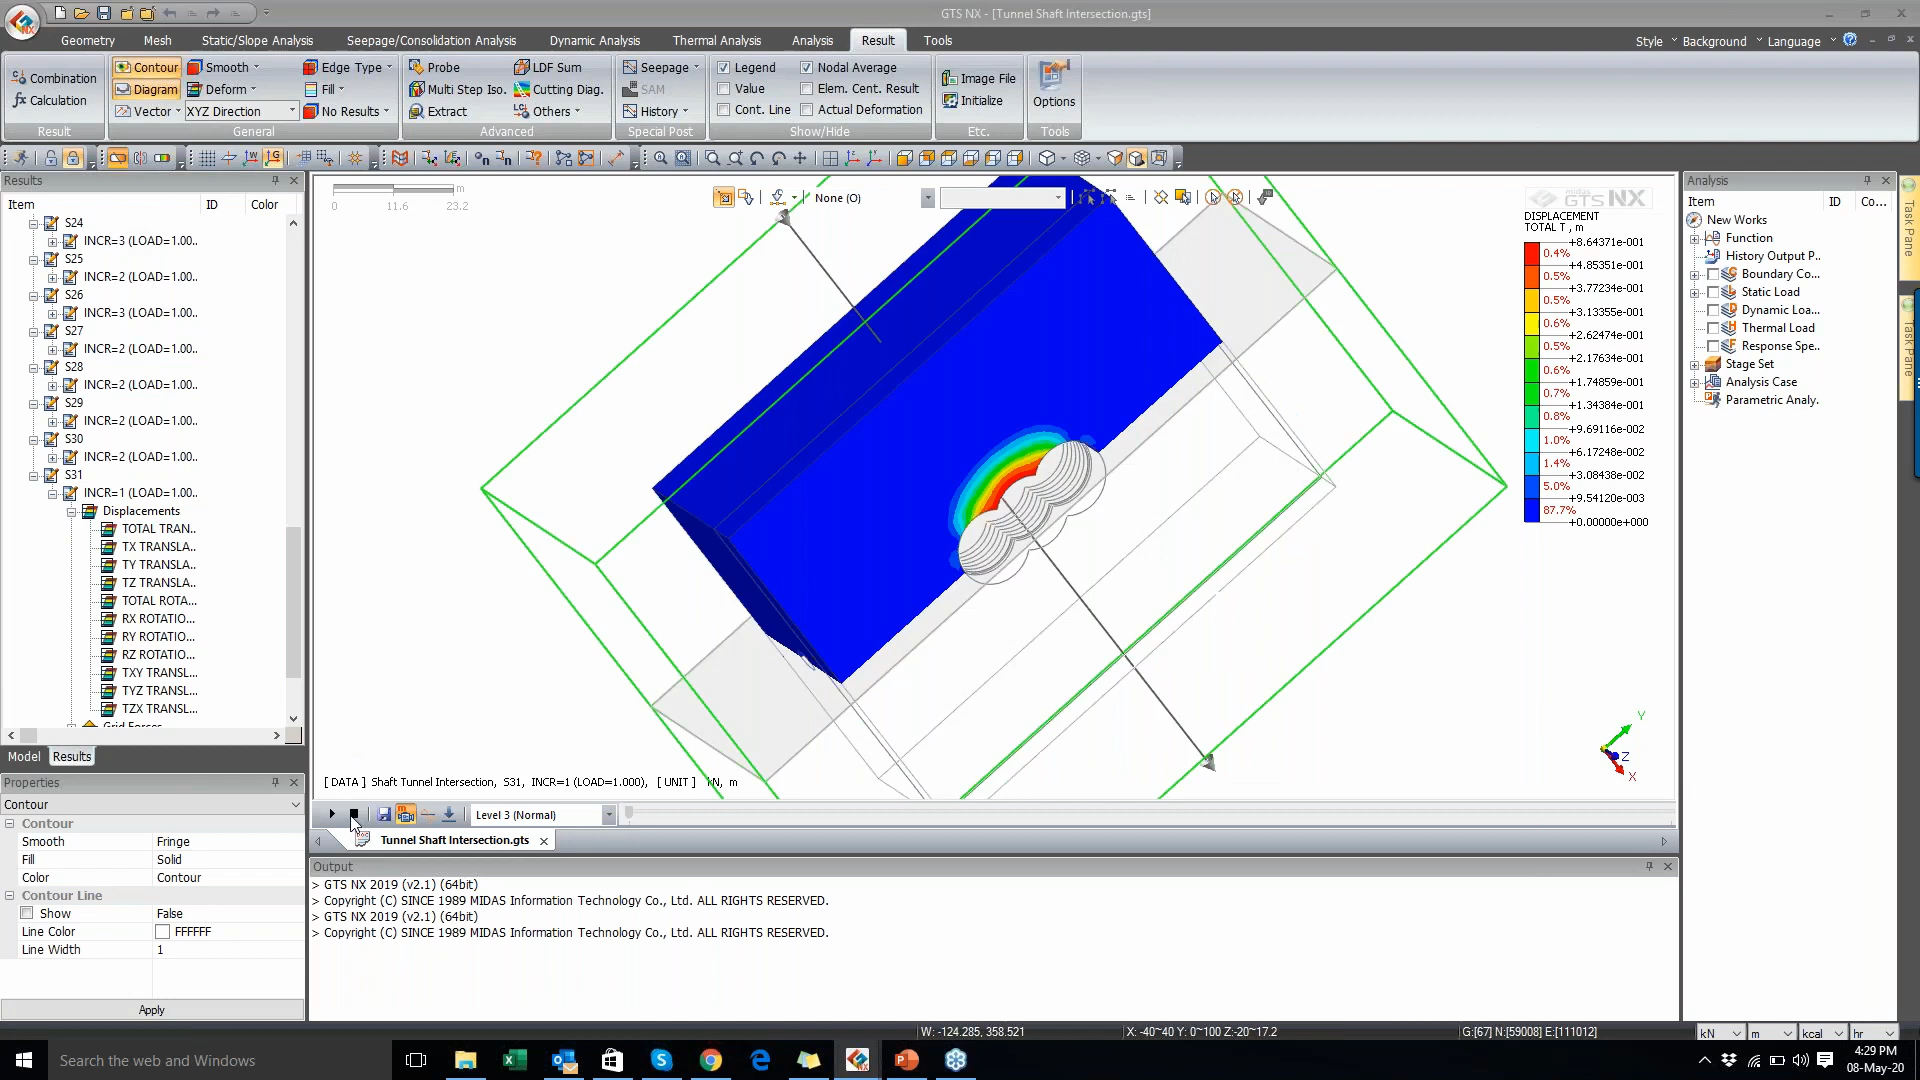 GTS NX - [Tunnel Shaft Intersection.gts]
Geometry Mesh Static/Slope Analysis Seepage/Consolidation Analysis Dynamic Analysis Thermal Analysis Analysis Result Tools
Style Background Language
Combination
Calculation
Result
Contour Smooth Edge Type
Diagram Deform Fill
Vector XYZ Direction No Results
General
Probe LDF Sum
Multi Step Iso. Cutting Diag.
Extract Others
Advanced
Seepage
SAM
History
Special Post
Legend Nodal Average
Value Elem. Cent. Result
Cont. Line Actual Deformation
Show/Hide
Image File
Initialize
Etc.
Options
Tools
Results
Item ID Color
S24
INCR=3 (LOAD=1.00..
S25
INCR=2 (LOAD=1.00..
S26
INCR=3 (LOAD=1.00..
S27
INCR=2 (LOAD=1.00..
S28
INCR=2 (LOAD=1.00..
S29
INCR=2 (LOAD=1.00..
S30
INCR=2 (LOAD=1.00..
S31
INCR=1 (LOAD=1.00..
Displacements
TOTAL TRAN..
TX TRANSLA..
TY TRANSLA..
TZ TRANSLA..
TOTAL ROTA...
RX ROTATIO...
RY ROTATIO...
RZ ROTATIO...
TXY TRANSL...
TYZ TRANSL...
TZX TRANSL...
Grid Forces
Model Results
Properties
Contour
Contour
Smooth Fringe
Fill Solid
Color Contour
Contour Line
Show False
Line Color FFFFFF
Line Width 1
Apply
m
0 11.6 23.2
None (O)
midas
GTS NX
DISPLACEMENT
TOTAL T , m
+8.64371e-001
0.4%
+4.85351e-001
0.5%
+3.77234e-001
0.5%
+3.13355e-001
0.6%
+2.62474e-001
0.5%
+2.17634e-001
0.6%
+1.74859e-001
0.7%
+1.34384e-001
0.8%
+9.69116e-002
1.0%
+6.17248e-002
1.4%
+3.08438e-002
5.0%
+9.54120e-003
87.7%
+0.00000e+000
Y
Z
X
[ DATA ] Shaft Tunnel Intersection, S31, INCR=1 (LOAD=1.000), [ UNIT ] kN, m
Level 3 (Normal)
Tunnel Shaft Intersection.gts
Output
> GTS NX 2019 (v2.1) (64bit)
> Copyright (C) SINCE 1989 MIDAS Information Technology Co., Ltd. ALL RIGHTS RESERVED.
> GTS NX 2019 (v2.1) (64bit)
> Copyright (C) SINCE 1989 MIDAS Information Technology Co., Ltd. ALL RIGHTS RESERVED.
Analysis
Item ID Co...
New Works
Function
History Output P..
Boundary Co...
Static Load
Dynamic Loa...
Thermal Load
Response Spe..
Stage Set
Analysis Case
Parametric Analy.
Task Pane
Task Pane
W: -124.285, 358.521 X: -40~40 Y: 0~100 Z:-20~17.2 G:[67] N:[59008] E:[111012] kN m kcal hr
Search the web and Windows
4:29 PM
08-May-20